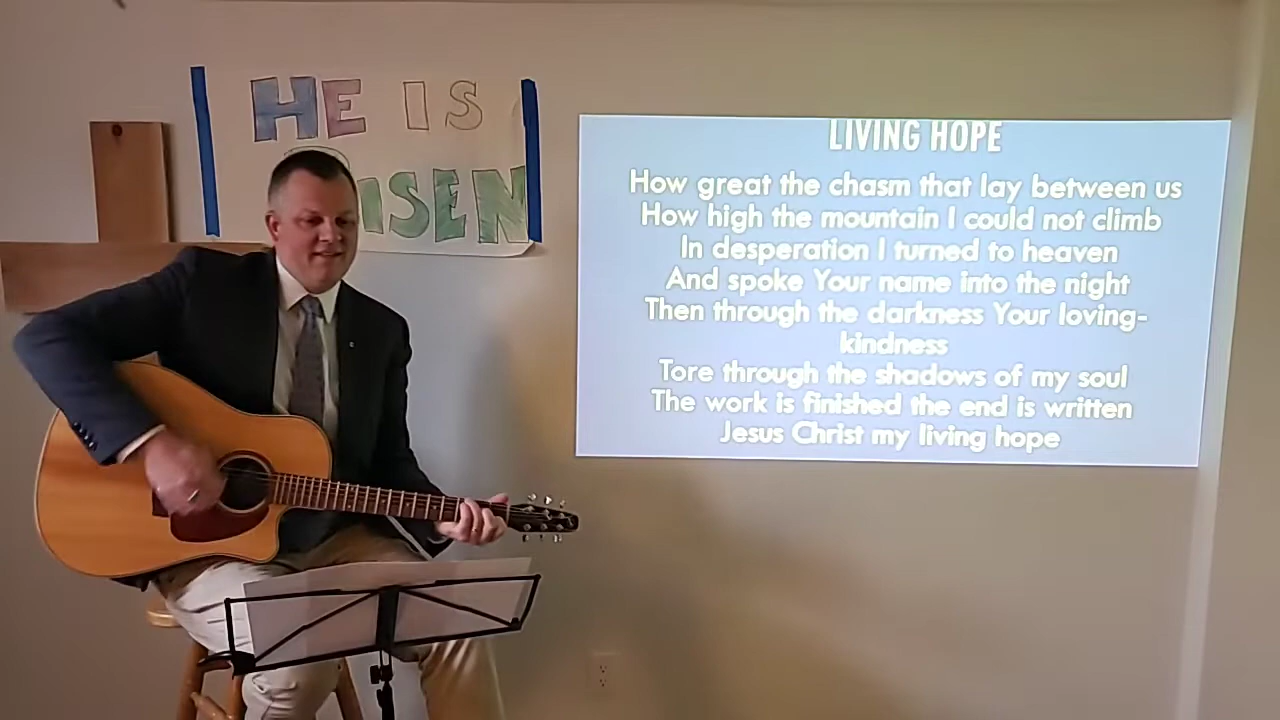 HE IS
ISEN
LIVING HOPE
How great the chasm that lay between us
How high the mountain I could not climb
In desperation I turned to heaven
And spoke Your name into the night
Then through the darkness Your loving-
kindness
Tore through the shadows of my soul
The work is finished the end is written
Jesus Christ my living hope